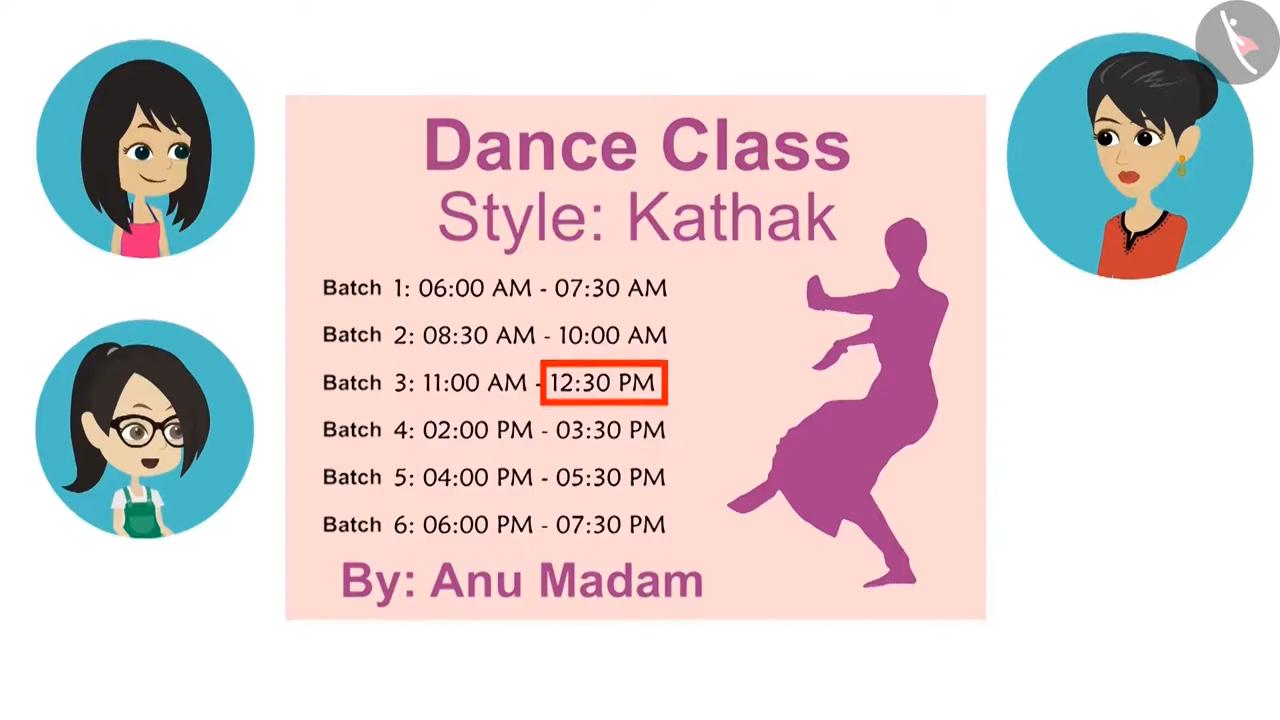 Dance Class
Style: Kathak
Batch 1: 06:00 AM - 07:30 AM
Batch 2: 08:30 AM - 10:00 AM
Batch 3: 11:00 AM - 12:30 PM
Batch 4: 02:00 PM - 03:30 PM
Batch 5: 04:00 PM - 05:30 PM
Batch 6: 06:00 PM - 07:30 PM
By: Anu Madam